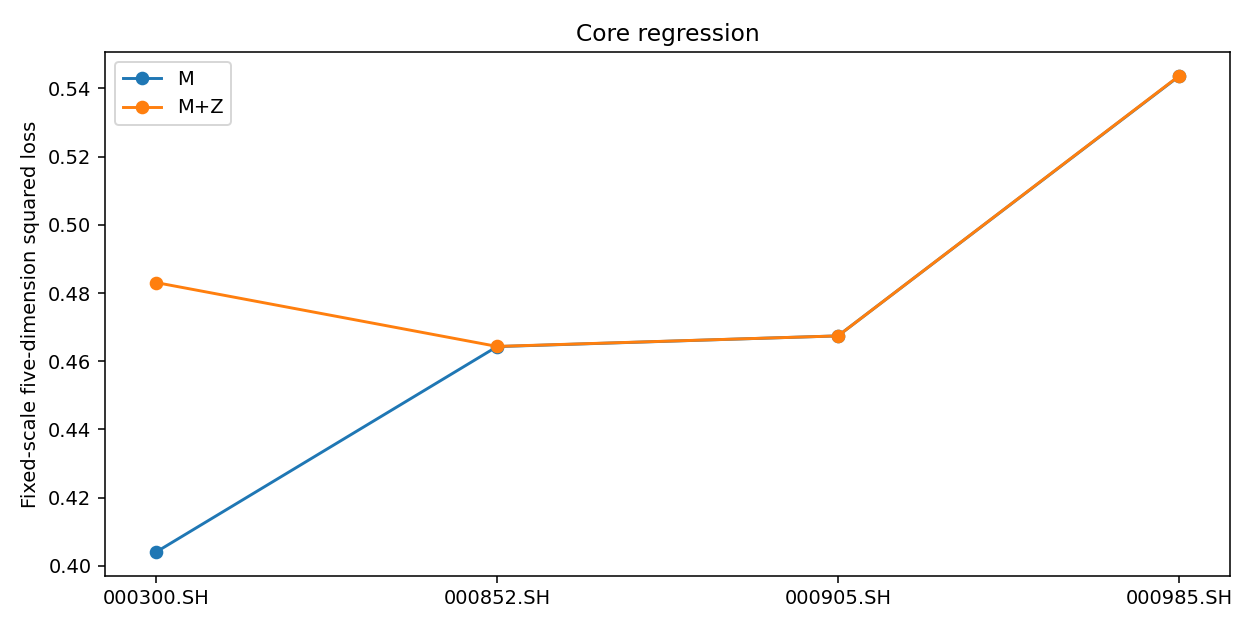 Core regression
M
M+Z
Fixed-scale five-dimension squared loss
0.54
0.52
0.50
0.48
0.46
0.44
0.42
0.40
000300.SH
000852.SH
000905.SH
000985.SH